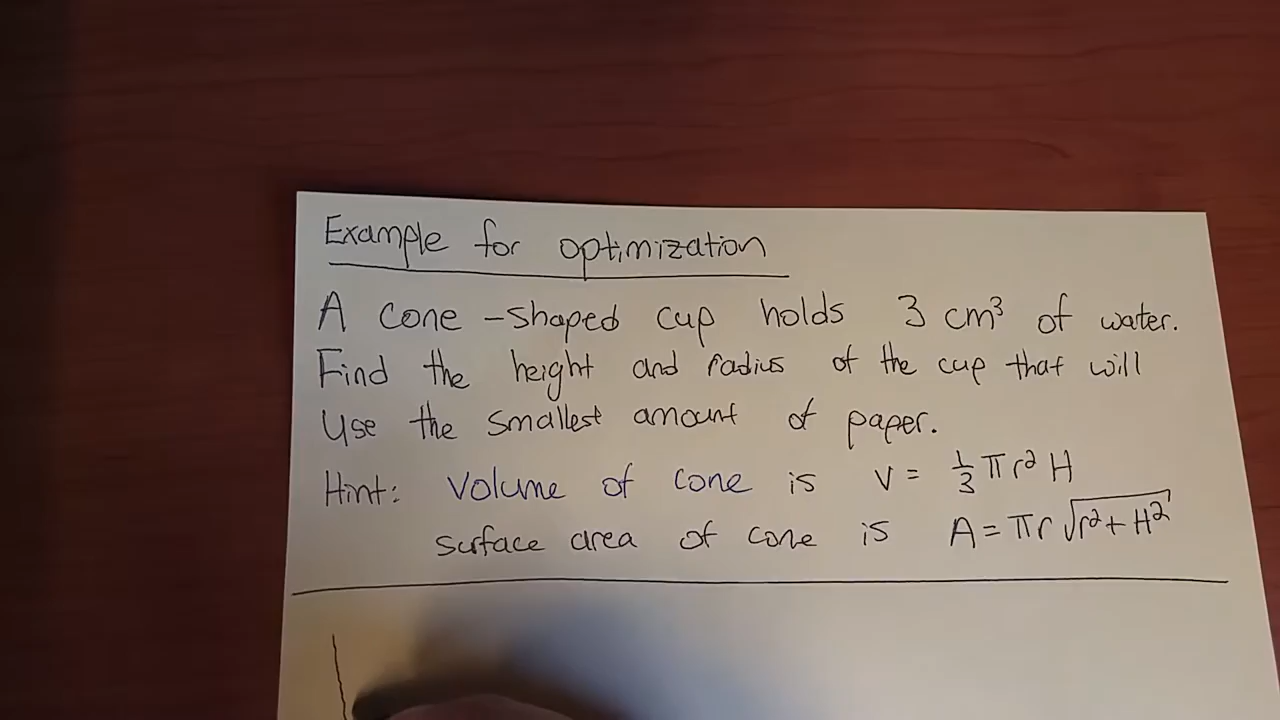 Example for optimization
A cone-shaped cup holds 3 cm³ of water.
Find the height and radius of the cup that will
Use the smallest amount of paper.
Hint: Volume of cone is V = 1/3 π r² H
surface area of cone is A = π r √(r² + H²)